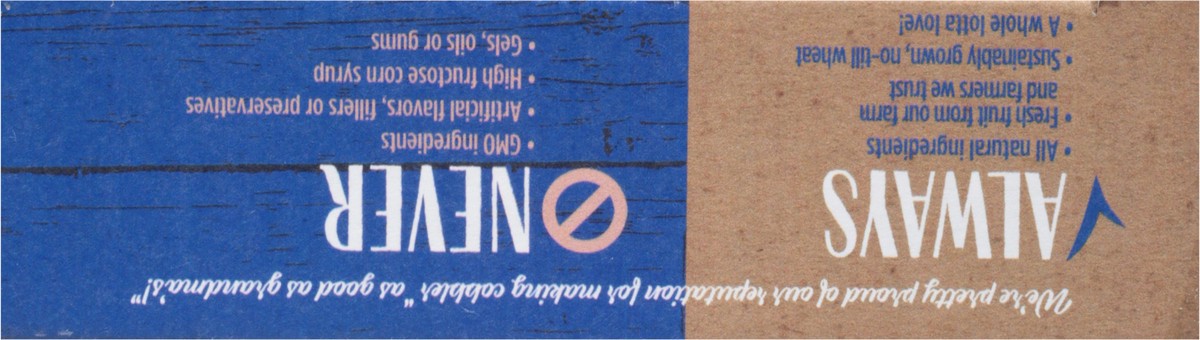 We're pretty proud of our reputation for making cobbler "as good as grandma's!"
ALWAYS
• All natural ingredients
• Fresh fruit from our farm
and farmers we trust
• Sustainably grown, no-till wheat
• A whole lotta love!
NEVER
• GMO ingredients
• Artificial flavors, fillers or preservatives
• High fructose corn syrup
• Gels, oils or gums